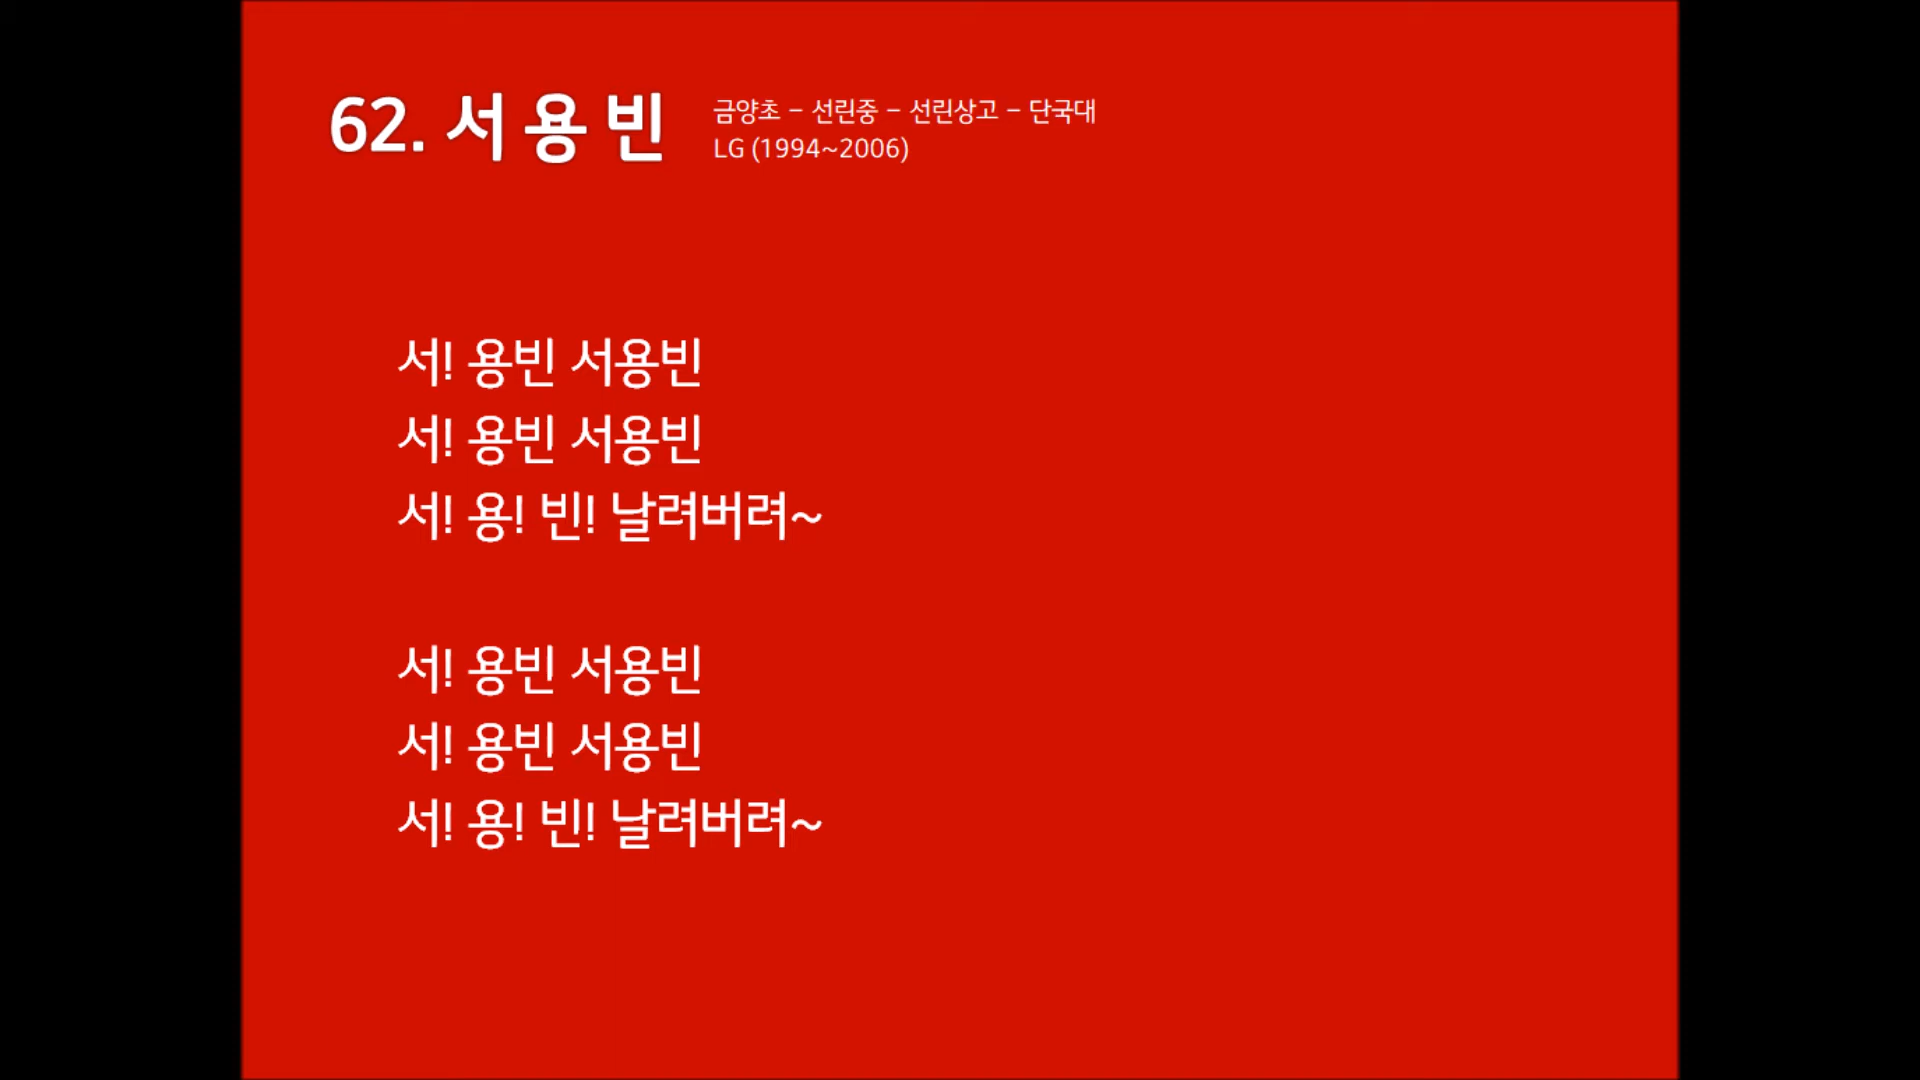 62. 서 용 빈
금양초 - 선린중 - 선린상고 - 단국대
LG (1994~2006)
서! 용빈 서용빈
서! 용빈 서용빈
서! 용! 빈! 날려버려~
서! 용빈 서용빈
서! 용빈 서용빈
서! 용! 빈! 날려버려~